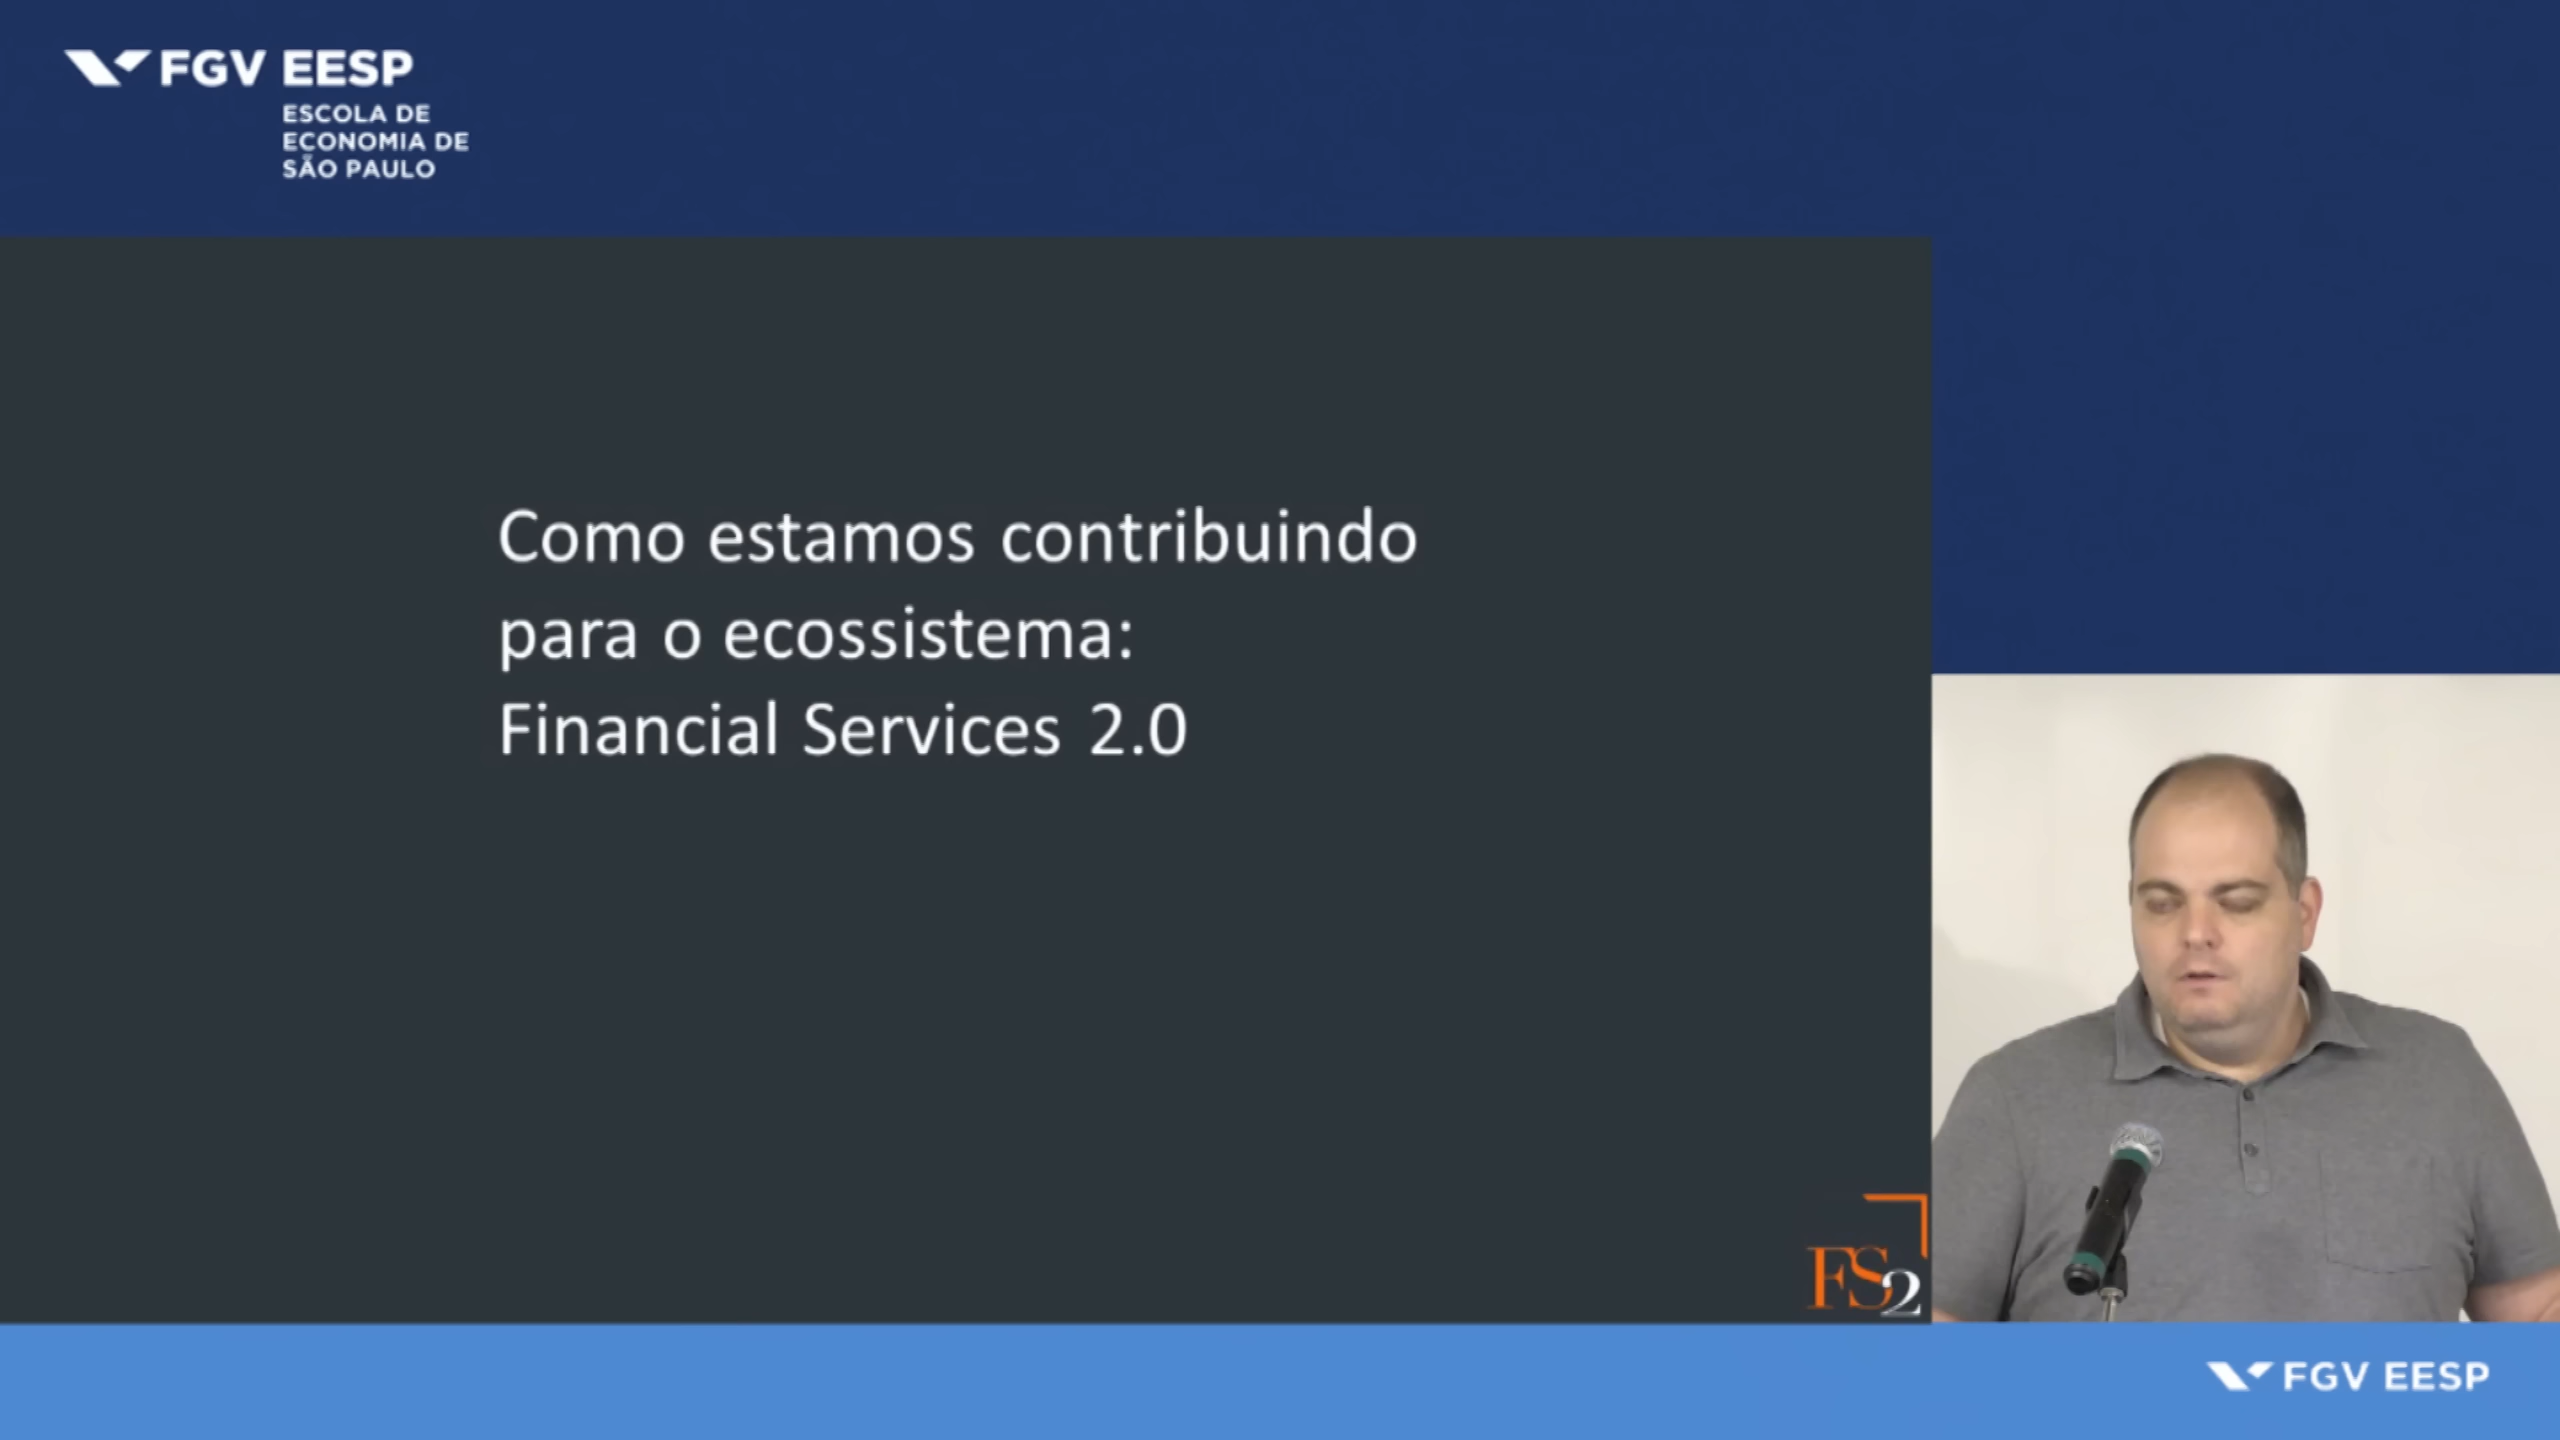 FGV EESP
ESCOLA DE
ECONOMIA DE
SÃO PAULO
Como estamos contribuindo
para o ecossistema:
Financial Services 2.0
FS2
FGV EESP